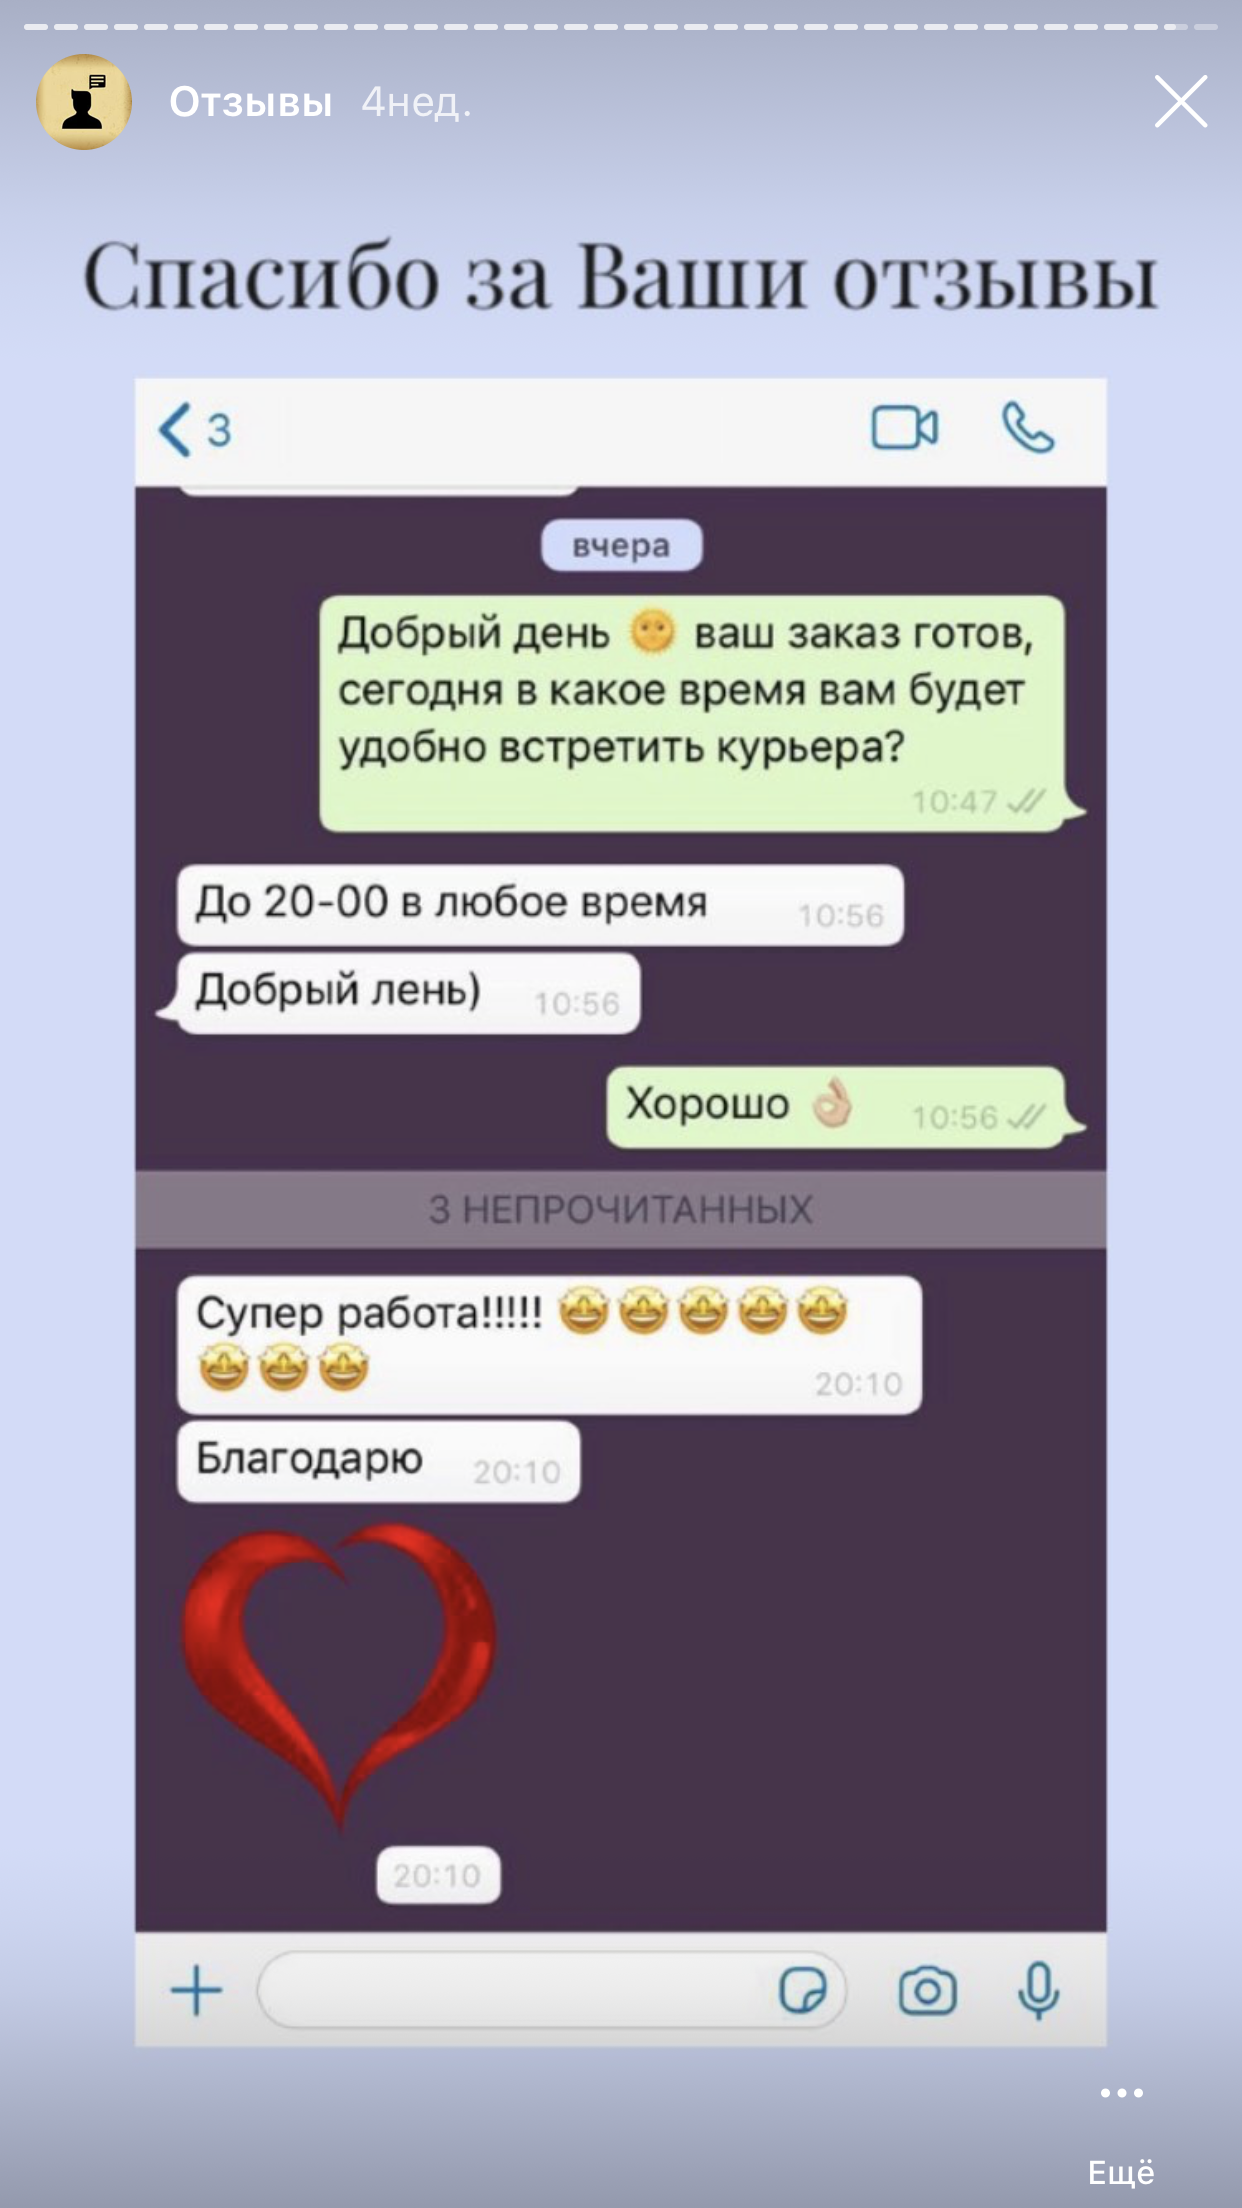 Отзывы 4нед.
Спасибо за Ваши отзывы
3
вчера
Добрый день 🌞 ваш заказ готов,
сегодня в какое время вам будет
удобно встретить курьера?
10:47
До 20-00 в любое время 10:56
Добрый лень) 10:56
Хорошо 👌🏼 10:56
3 НЕПРОЧИТАННЫХ
Супер работа!!!!! 🤩🤩🤩🤩🤩
🤩🤩🤩
20:10
Благодарю 20:10
20:10
Ещё